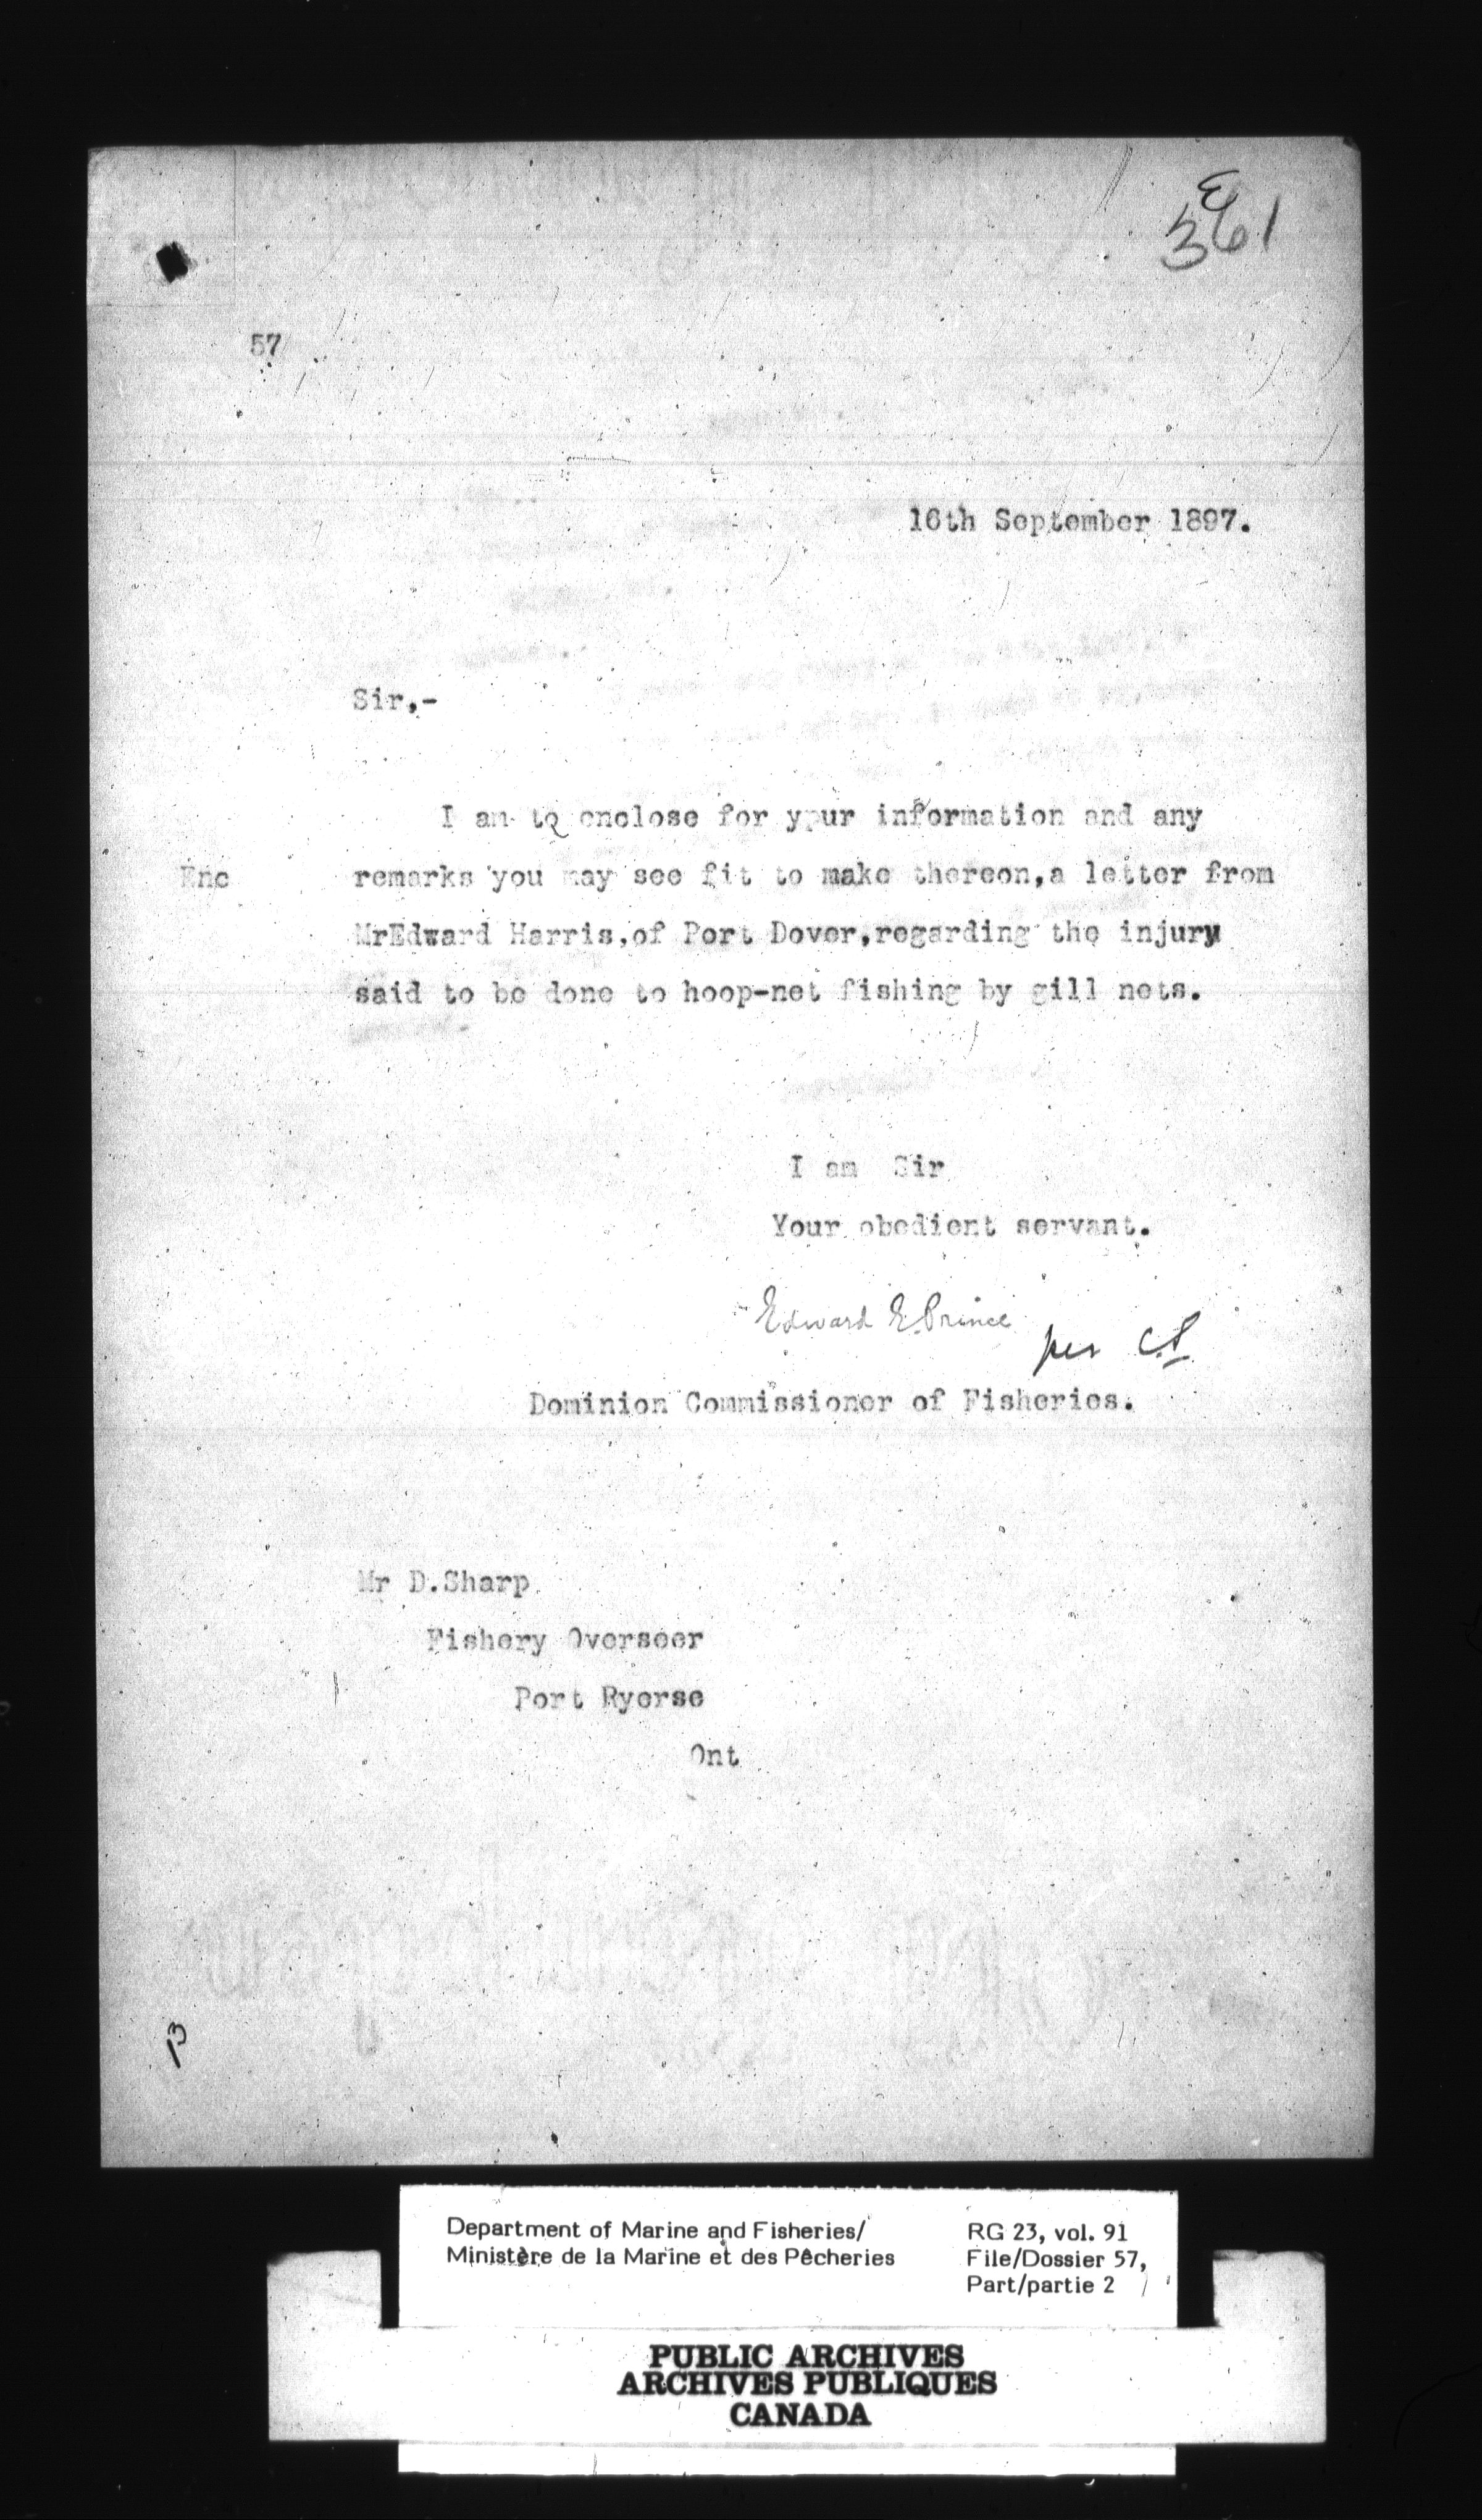 361
57
16th September 1897.
Sir,-
I am to enclose for ypur information and any
Enc remarks you may see fit to make thereon,a letter from
MrEdward Harris,of Port Dover,regarding the injury
said to be done to hoop-net fishing by gill nets.
I am Sir
Your obedient servant.
Edward E. Prince
per
Dominion Commissioner of Fisheries.
Mr D.Sharp
Fishery Overseer
Port Ryerse
Ont
Department of Marine and Fisheries/
Ministère de la Marine et des Pêcheries
RG 23, vol. 91
File/Dossier 57,
Part/partie 2
PUBLIC ARCHIVES
ARCHIVES PUBLIQUES
CANADA